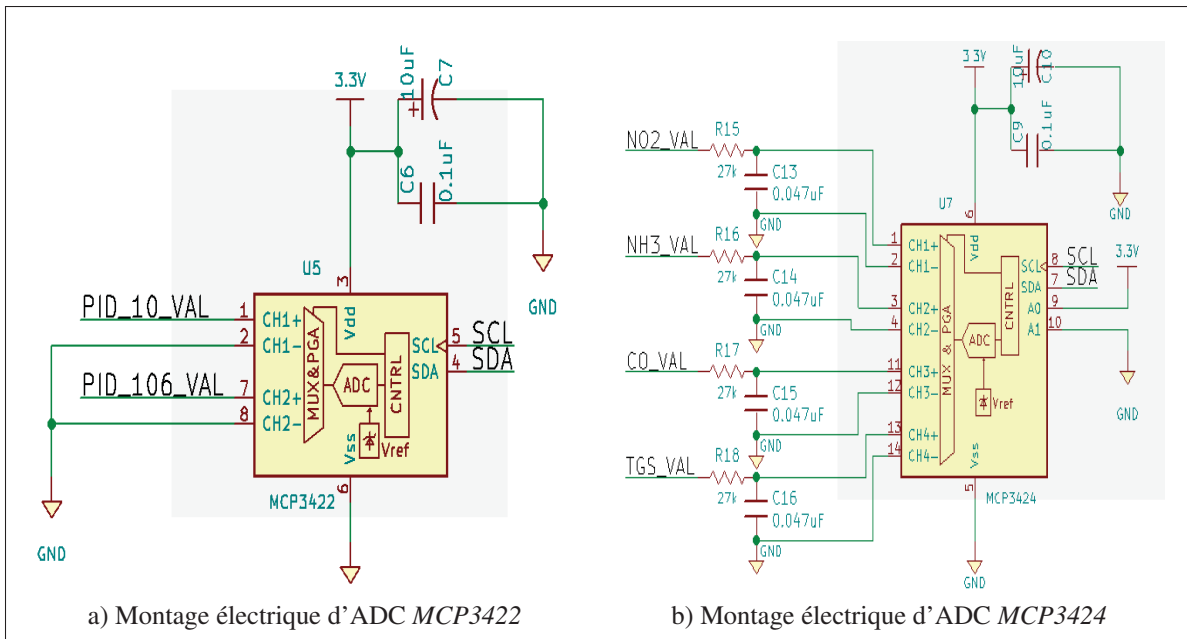 3.3V
10uF
C7
+
C6
0.1uF
GND
U5
3
PID_10_VAL
1
CH1+
2
CH1-
PID_106_VAL
7
CH2+
8
CH2-
MUX&PGA
Vdd
ADC
Vss
Vref
CNTRL
SCL
5
SCL
SDA
4
SDA
6
MCP3422
GND
a) Montage électrique d'ADC MCP3422
3.3V
10uF
C10
C9
0.1uF
GND
NO2_VAL
R15
27k
C13
0.047uF
GND
NH3_VAL
R16
27k
C14
0.047uF
GND
CO_VAL
R17
27k
C15
0.047uF
GND
TGS_VAL
R18
27k
C16
0.047uF
GND
U7
6
1
CH1+
2
CH1-
3
CH2+
4
CH2-
11
CH3+
12
CH3-
13
CH4+
14
CH4-
MUX & PGA
Vdd
ADC
Vref
Vss
CNTRL
SCL
8
SCL
SDA
7
SDA
A0
9
A1
10
3.3V
GND
5
MCP3424
GND
b) Montage électrique d'ADC MCP3424